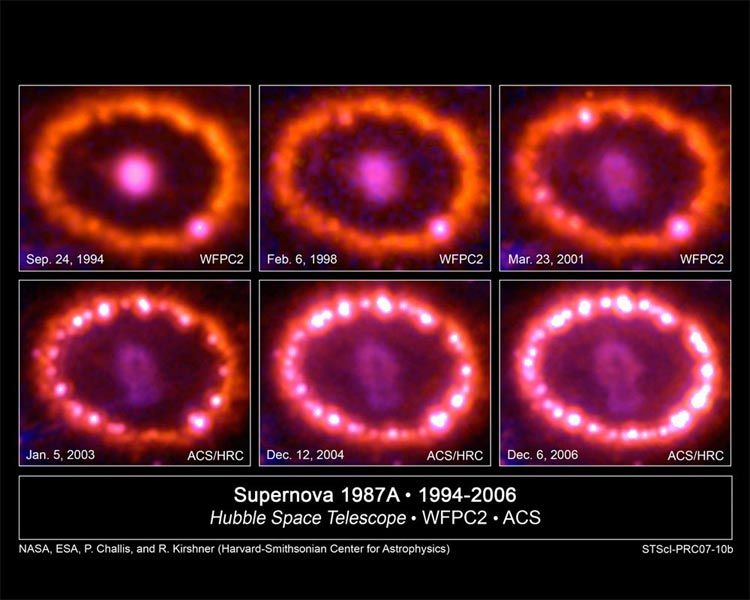 Sep. 24, 1994 WFPC2
Feb. 6, 1998 WFPC2
Mar. 23, 2001 WFPC2
Jan. 5, 2003 ACS/HRC
Dec. 12, 2004 ACS/HRC
Dec. 6, 2006 ACS/HRC
Supernova 1987A • 1994-2006
Hubble Space Telescope • WFPC2 • ACS
NASA, ESA, P. Challis, and R. Kirshner (Harvard-Smithsonian Center for Astrophysics) STScI-PRC07-10b